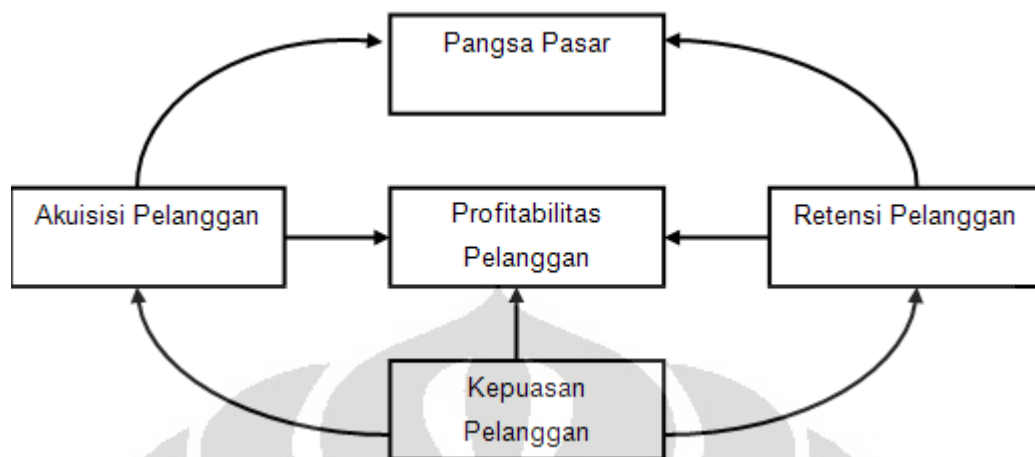 Pangsa Pasar
Akuisisi Pelanggan
Profitabilitas
Pelanggan
Retensi Pelanggan
Kepuasan
Pelanggan